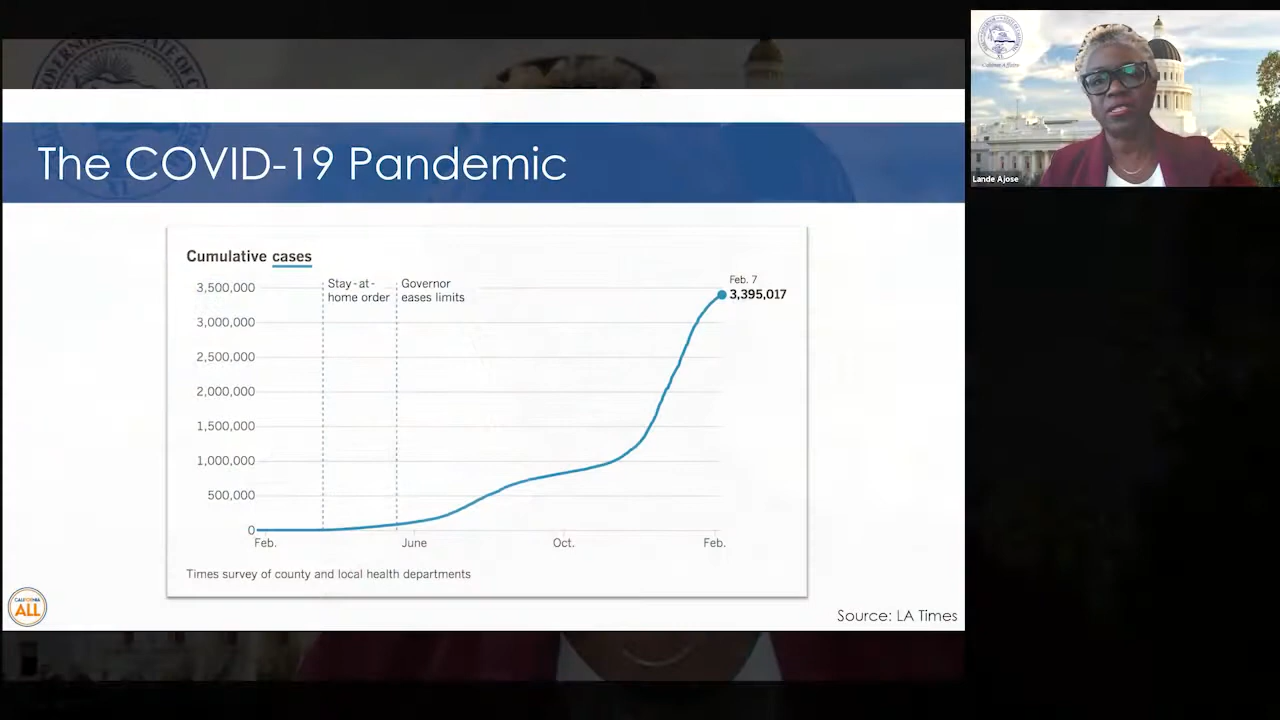 The COVID-19 Pandemic
Cumulative cases
3,500,000
3,000,000
2,500,000
2,000,000
1,500,000
1,000,000
500,000
0
Stay-at-
home order
Governor
eases limits
Feb. 7
3,395,017
Feb.
June
Oct.
Feb.
Times survey of county and local health departments
CALIFORNIA
ALL
Source: LA Times
Lande Ajose